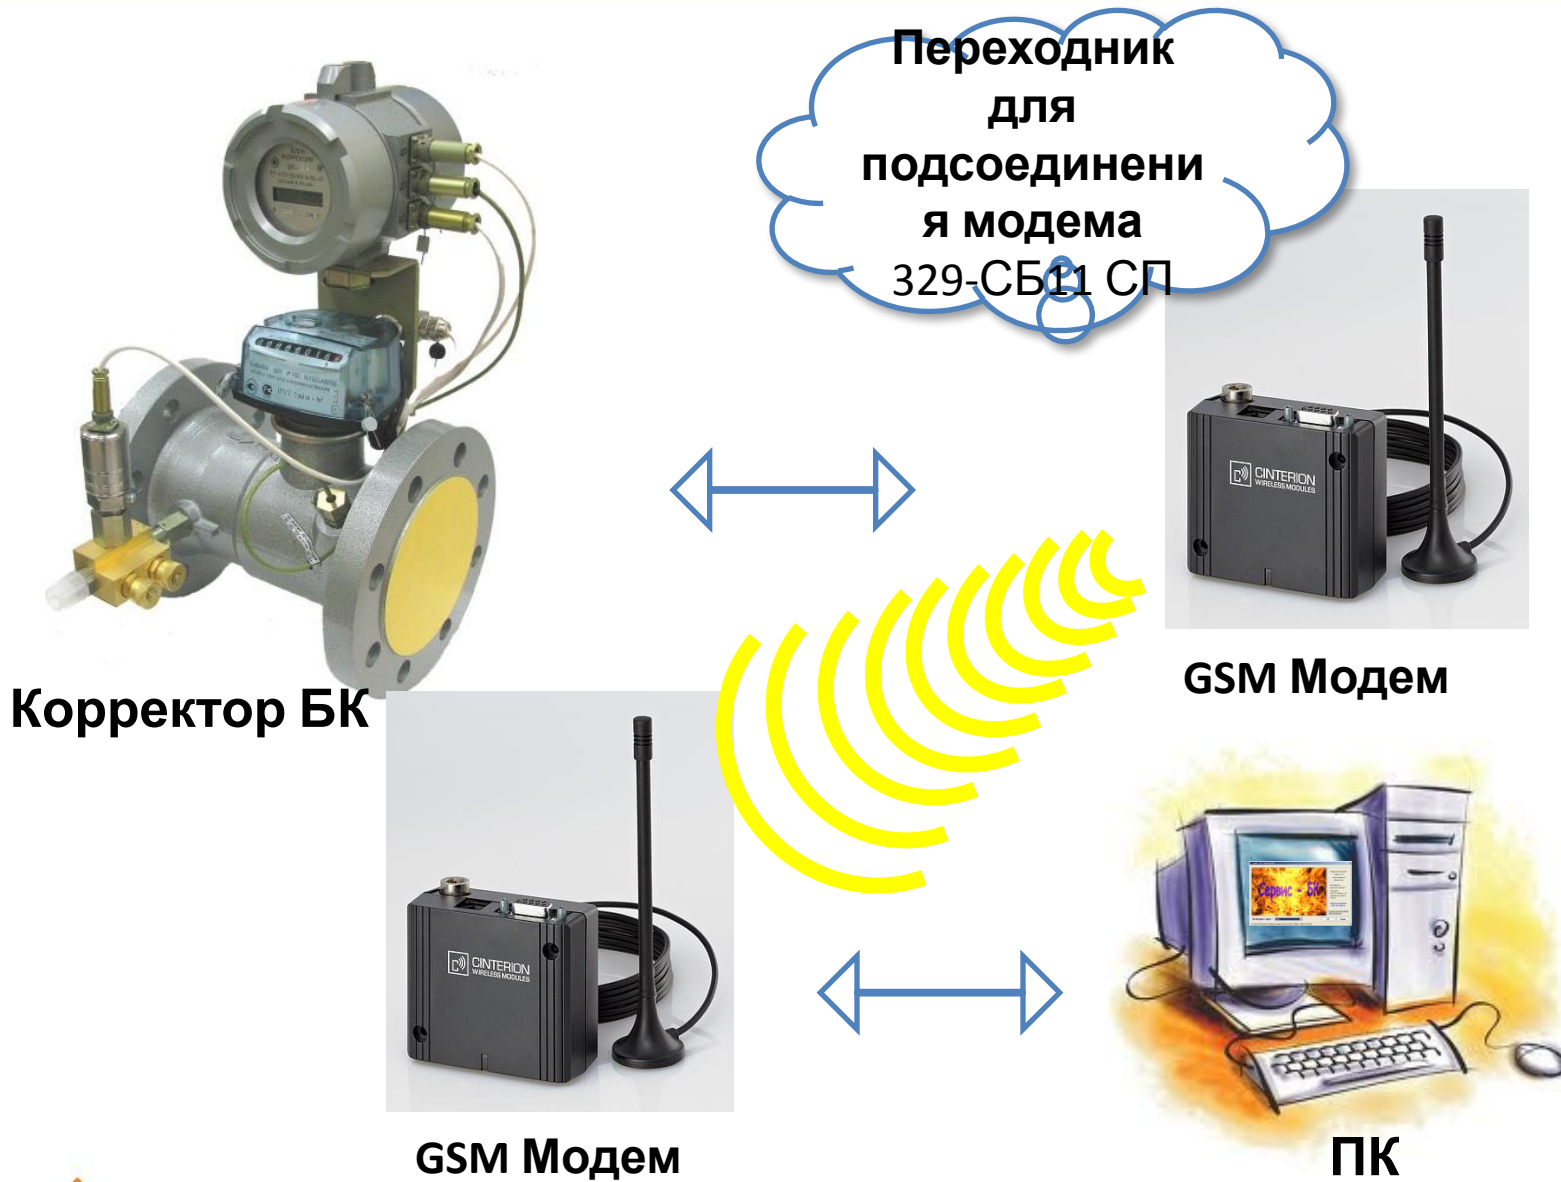 Переходник
для
подсоединени
я модема
329-СБ11 СП
CINTERION
WIRELESS MODULES
GSM Модем
Корректор БК
CINTERION
WIRELESS MODULES
Сервис - БК
GSM Модем
ПК